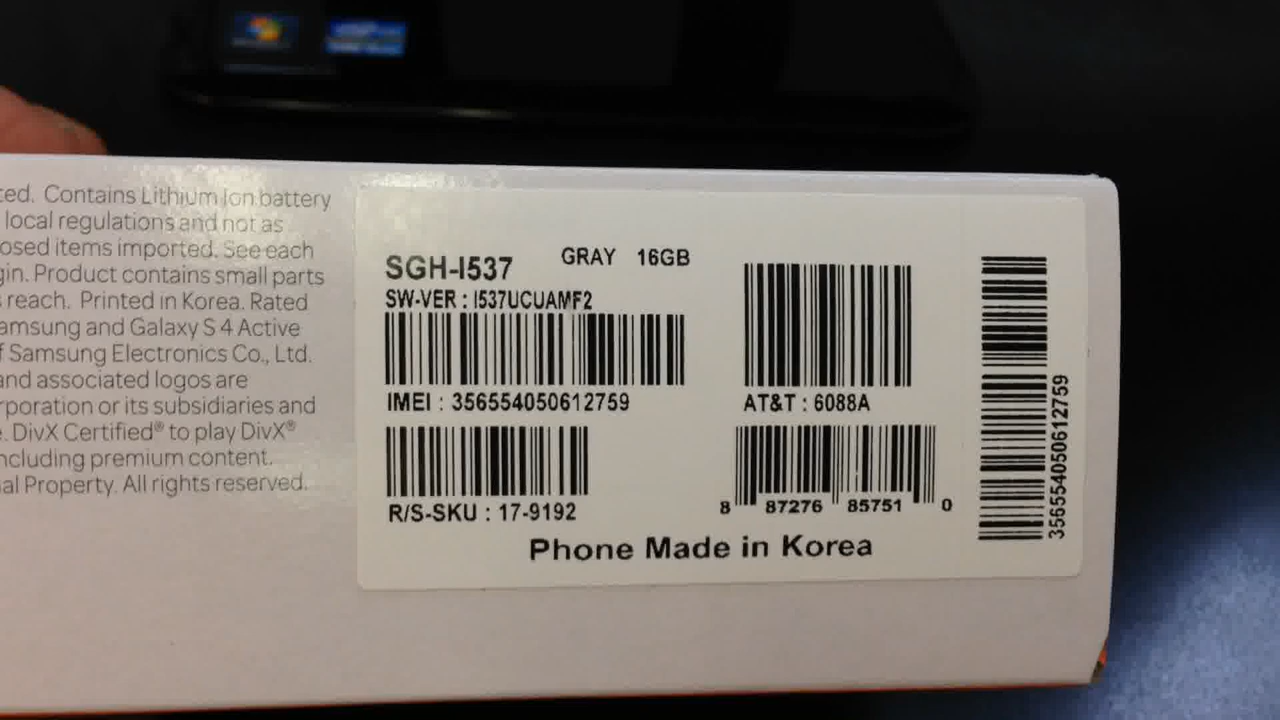 ted. Contains Lithium Ion battery
local regulations and not as
osed items imported. See each
gin. Product contains small parts
s reach. Printed in Korea. Rated
amsung and Galaxy S 4 Active
f Samsung Electronics Co., Ltd.
and associated logos are
rporation or its subsidiaries and
e. DivX Certified® to play DivX®
including premium content.
al Property. All rights reserved.
SGH-I537 GRAY 16GB
SW-VER : I537UCUAMF2
IMEI : 356554050612759
AT&T : 6088A
R/S-SKU : 17-9192
8 87276 85751 0
Phone Made in Korea
356554050612759